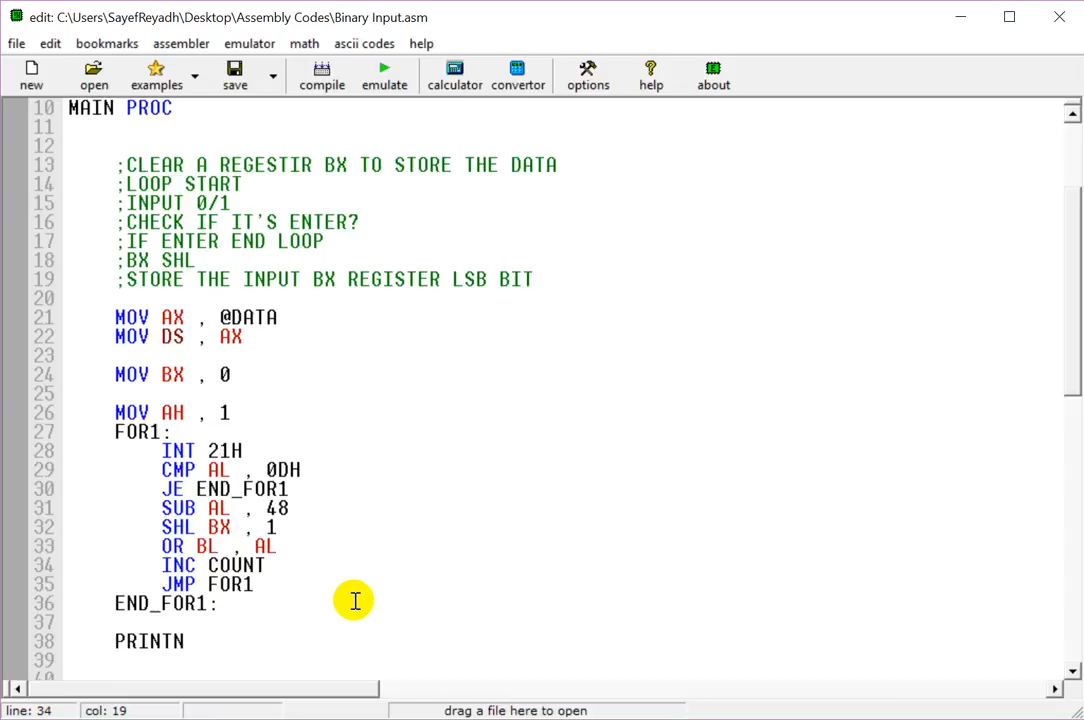 edit: C:\Users\SayefReyadh\Desktop\Assembly Codes\Binary Input.asm
file edit bookmarks assembler emulator math ascii codes help
new open examples save compile emulate calculator convertor options help about
10 MAIN PROC
11
12
13 ;CLEAR A REGESTIR BX TO STORE THE DATA
14 ;LOOP START
15 ;INPUT 0/1
16 ;CHECK IF IT'S ENTER?
17 ;IF ENTER END LOOP
18 ;BX SHL
19 ;STORE THE INPUT BX REGISTER LSB BIT
20
21 MOV AX , @DATA
22 MOV DS , AX
23
24 MOV BX , 0
25
26 MOV AH , 1
27 FOR1:
28 INT 21H
29 CMP AL , 0DH
30 JE END_FOR1
31 SUB AL , 48
32 SHL BX , 1
33 OR BL , AL
34 INC COUNT
35 JMP FOR1
36 END_FOR1:
37
38 PRINTN
39
40
line: 34 col: 19 drag a file here to open